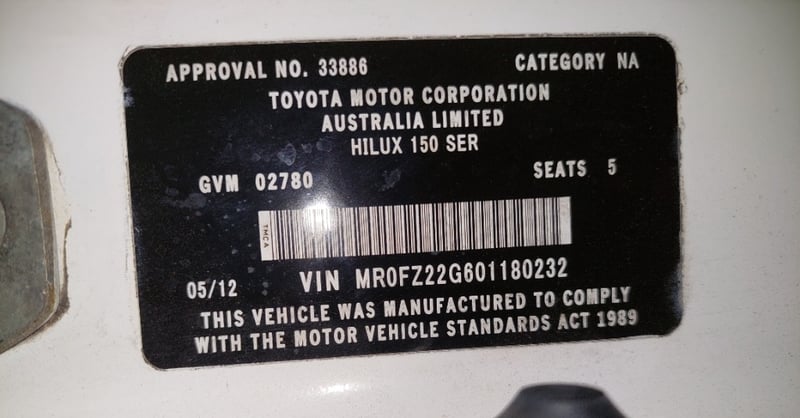 APPROVAL NO. 33886 CATEGORY NA
TOYOTA MOTOR CORPORATION
AUSTRALIA LIMITED
HILUX 150 SER
GVM 02780 SEATS 5
TMCA
05/12 VIN MR0FZ22G601180232
THIS VEHICLE WAS MANUFACTURED TO COMPLY
WITH THE MOTOR VEHICLE STANDARDS ACT 1989